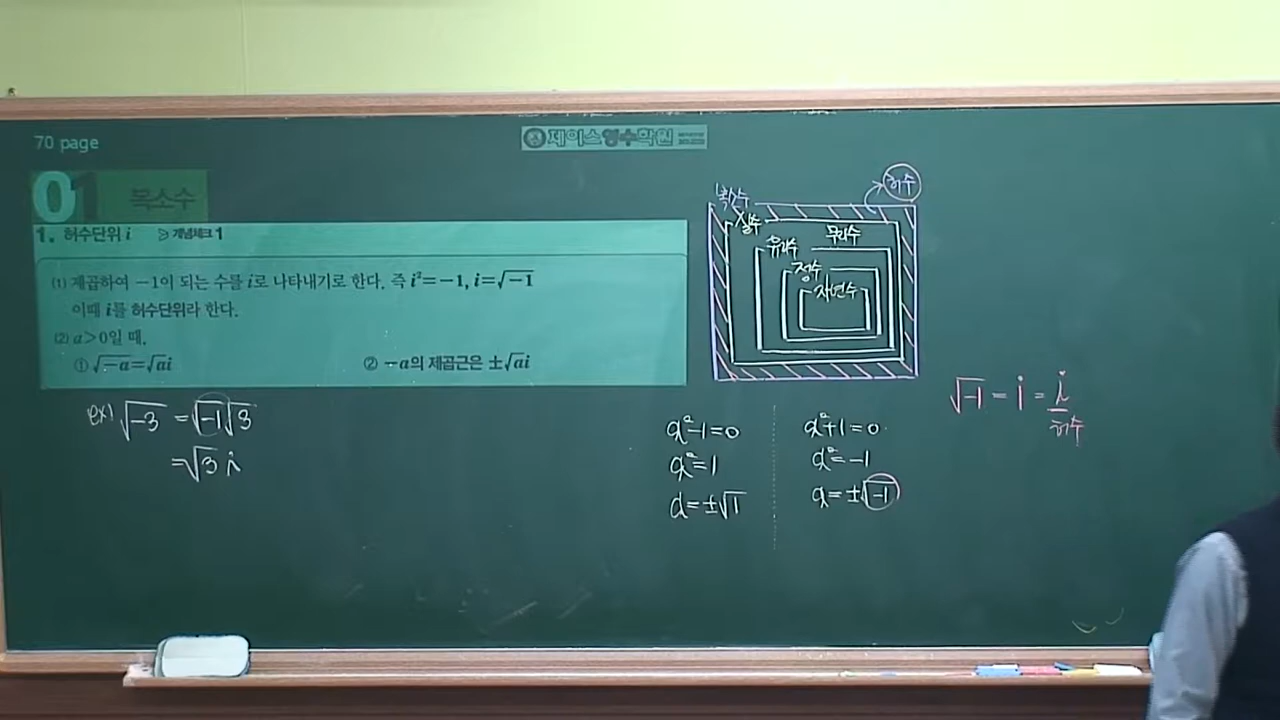 70 page
제이스영수학원
01 복소수
1. 허수단위 i ≫ 개념체크 1
(1) 제곱하여 −1이 되는 수를 i로 나타내기로 한다. 즉 i²=−1, i=√−1
이때 i를 허수단위라 한다.
(2) a>0일 때,
① √−a=√ai ② −a의 제곱근은 ±√ai
ex) √−3 = √−1√3
=√3 i
허수
복소수
실수
유리수 무리수
정수
자연수
x²−1=0
x²=1
x=±√1
x²+1=0
x²=−1
x=±√−1
√−1 = i = i
허수